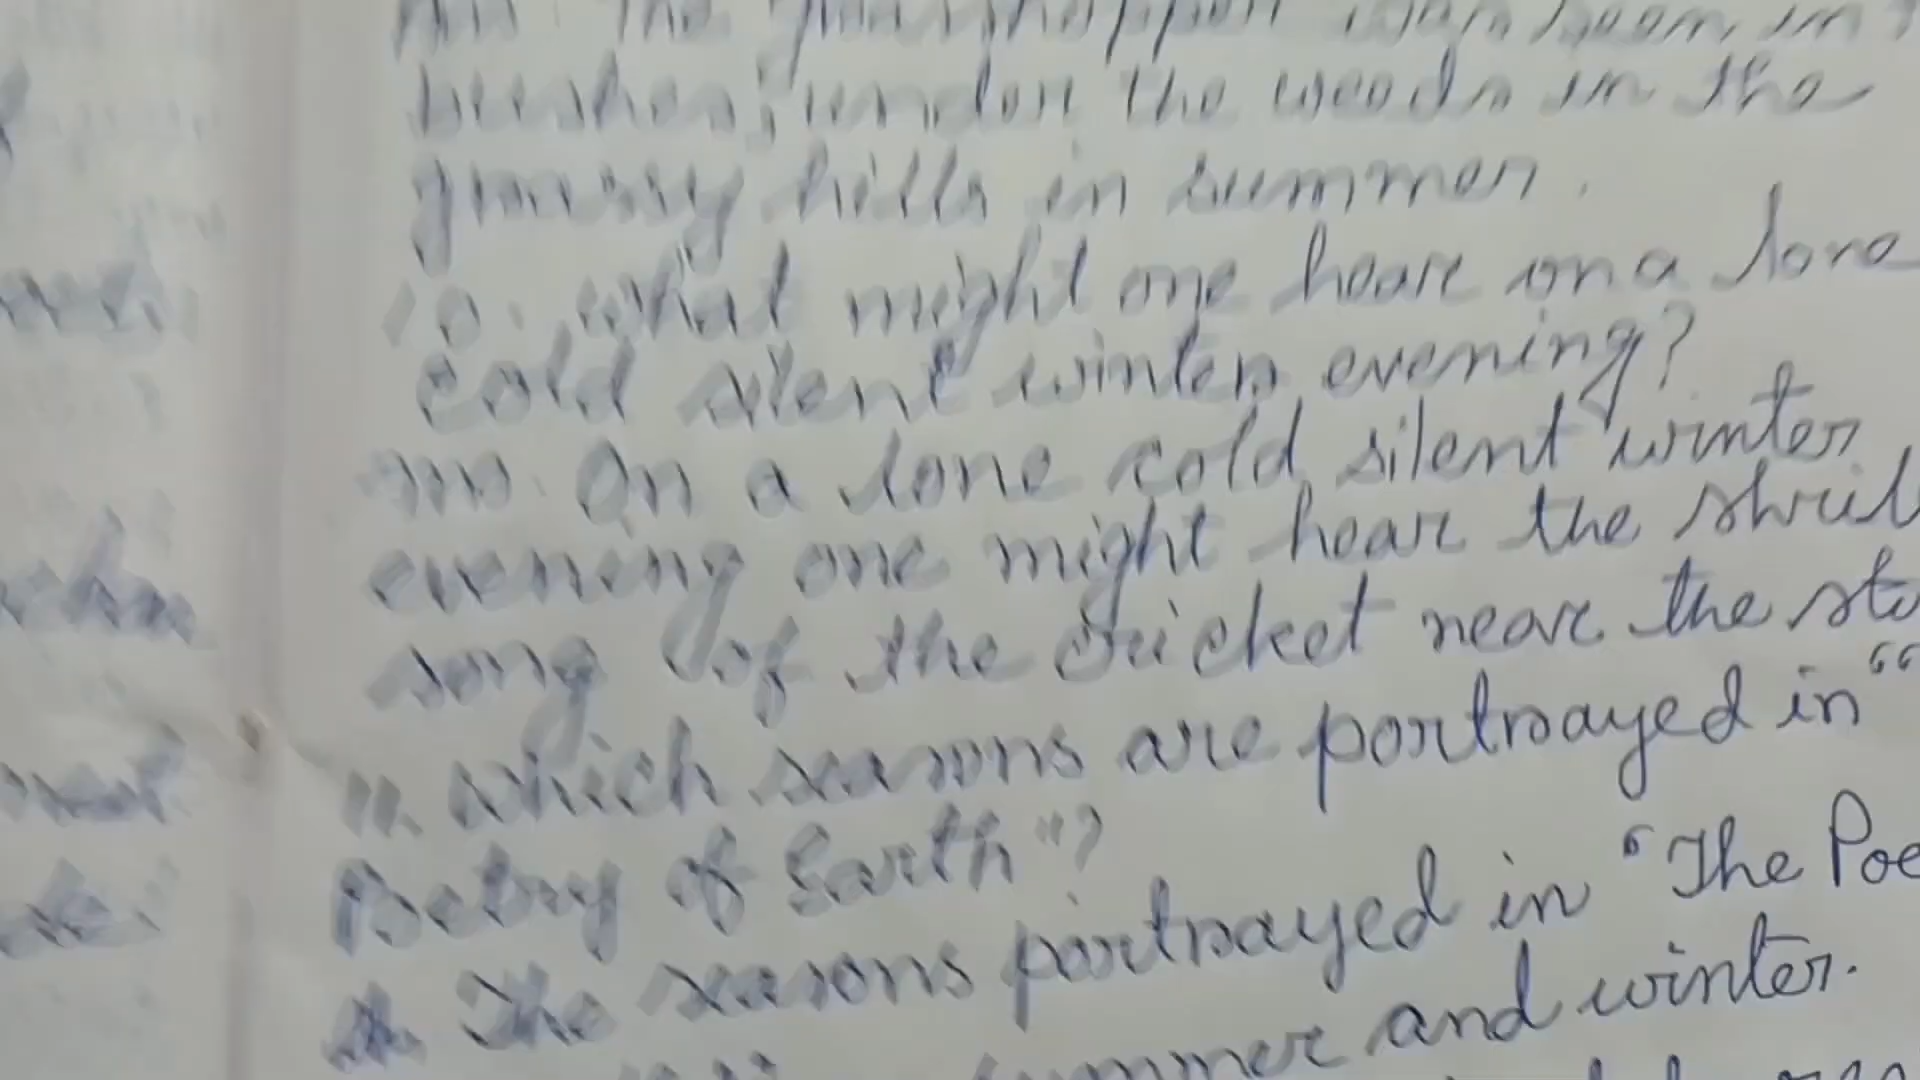 The grasshopper was seen in
bushes, under the weeds in the
grassy hills in summer.
10. what might one hear on a lone
cold silent winter evening?
Ans. On a lone cold silent winter
evening one might hear the shrill
song of the cricket near the
11. which seasons are portrayed in "
Poetry of Earth"?
The seasons portrayed in "The
summer and winter.